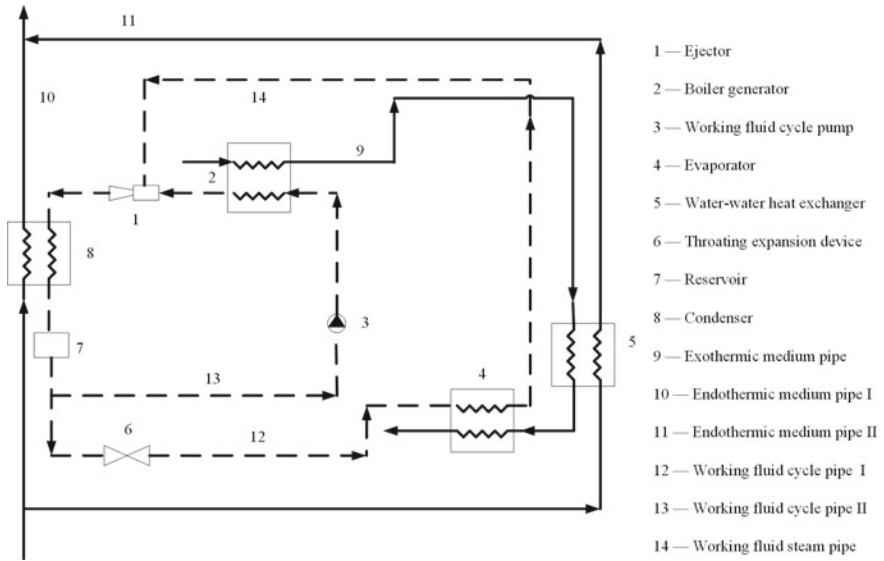 11
10
14
9
2
1
8
3
5
7
13
4
6
12
1 — Ejector
2 — Boiler generator
3 — Working fluid cycle pump
4 — Evaporator
5 — Water-water heat exchanger
6 — Throating expansion device
7 — Reservoir
8 — Condenser
9 — Exothermic medium pipe
10 — Endothermic medium pipe I
11 — Endothermic medium pipe II
12 — Working fluid cycle pipe I
13 — Working fluid cycle pipe II
14 — Working fluid steam pipe